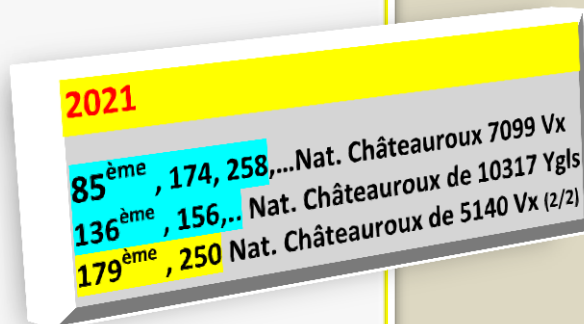 2021
85ème , 174, 258,...Nat. Châteauroux 7099 Vx
136ème , 156,.. Nat. Châteauroux de 10317 Ygls
179ème , 250 Nat. Châteauroux de 5140 Vx (2/2)